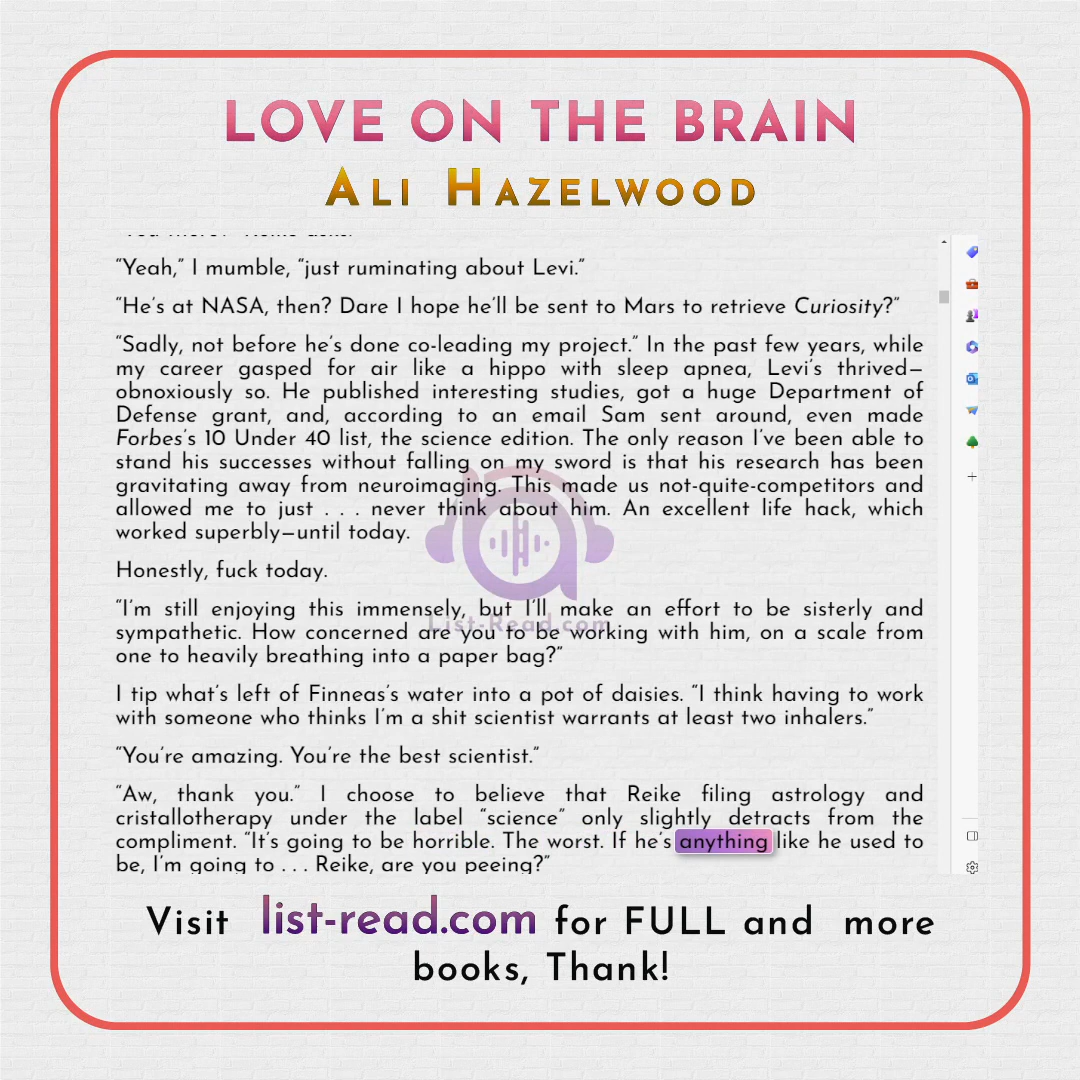 LOVE ON THE BRAIN
ALI HAZELWOOD
“Yeah,” I mumble, “just ruminating about Levi.”
“He’s at NASA, then? Dare I hope he’ll be sent to Mars to retrieve Curiosity?”
“Sadly, not before he’s done co-leading my project.” In the past few years, while
my career gasped for air like a hippo with sleep apnea, Levi’s thrived—
obnoxiously so. He published interesting studies, got a huge Department of
Defense grant, and, according to an email Sam sent around, even made
Forbes’s 10 Under 40 list, the science edition. The only reason I’ve been able to
stand his successes without falling on my sword is that his research has been
gravitating away from neuroimaging. This made us not-quite-competitors and
allowed me to just . . . never think about him. An excellent life hack, which
worked superbly—until today.
Honestly, fuck today.
“I’m still enjoying this immensely, but I’ll make an effort to be sisterly and
List-Read.com
sympathetic. How concerned are you to be working with him, on a scale from
one to heavily breathing into a paper bag?”
I tip what’s left of Finneas’s water into a pot of daisies. “I think having to work
with someone who thinks I’m a shit scientist warrants at least two inhalers.”
“You’re amazing. You’re the best scientist.”
“Aw, thank you.” I choose to believe that Reike filing astrology and
cristallotherapy under the label “science” only slightly detracts from the
compliment. “It’s going to be horrible. The worst. If he’s anything like he used to
be, I’m going to . . . Reike, are you peeing?”
Visit list-read.com for FULL and more
books, Thank!